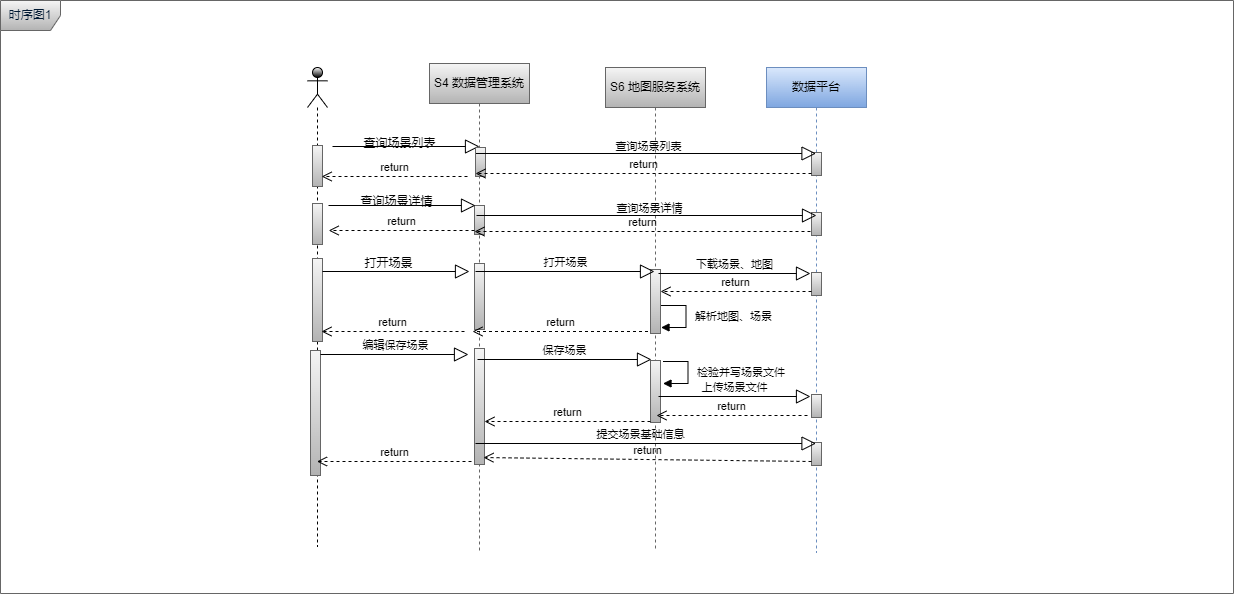 时序图1
S4 数据管理系统
S6 地图服务系统
数据平台
查询场景列表
查询场景列表
return
return
查询场景详情
查询场景详情
return
return
打开场景
打开场景
下载场景、地图
return
解析地图、场景
return
return
编辑保存场景
保存场景
检验并写场景文件
上传场景文件
return
return
提交场景基础信息
return
return